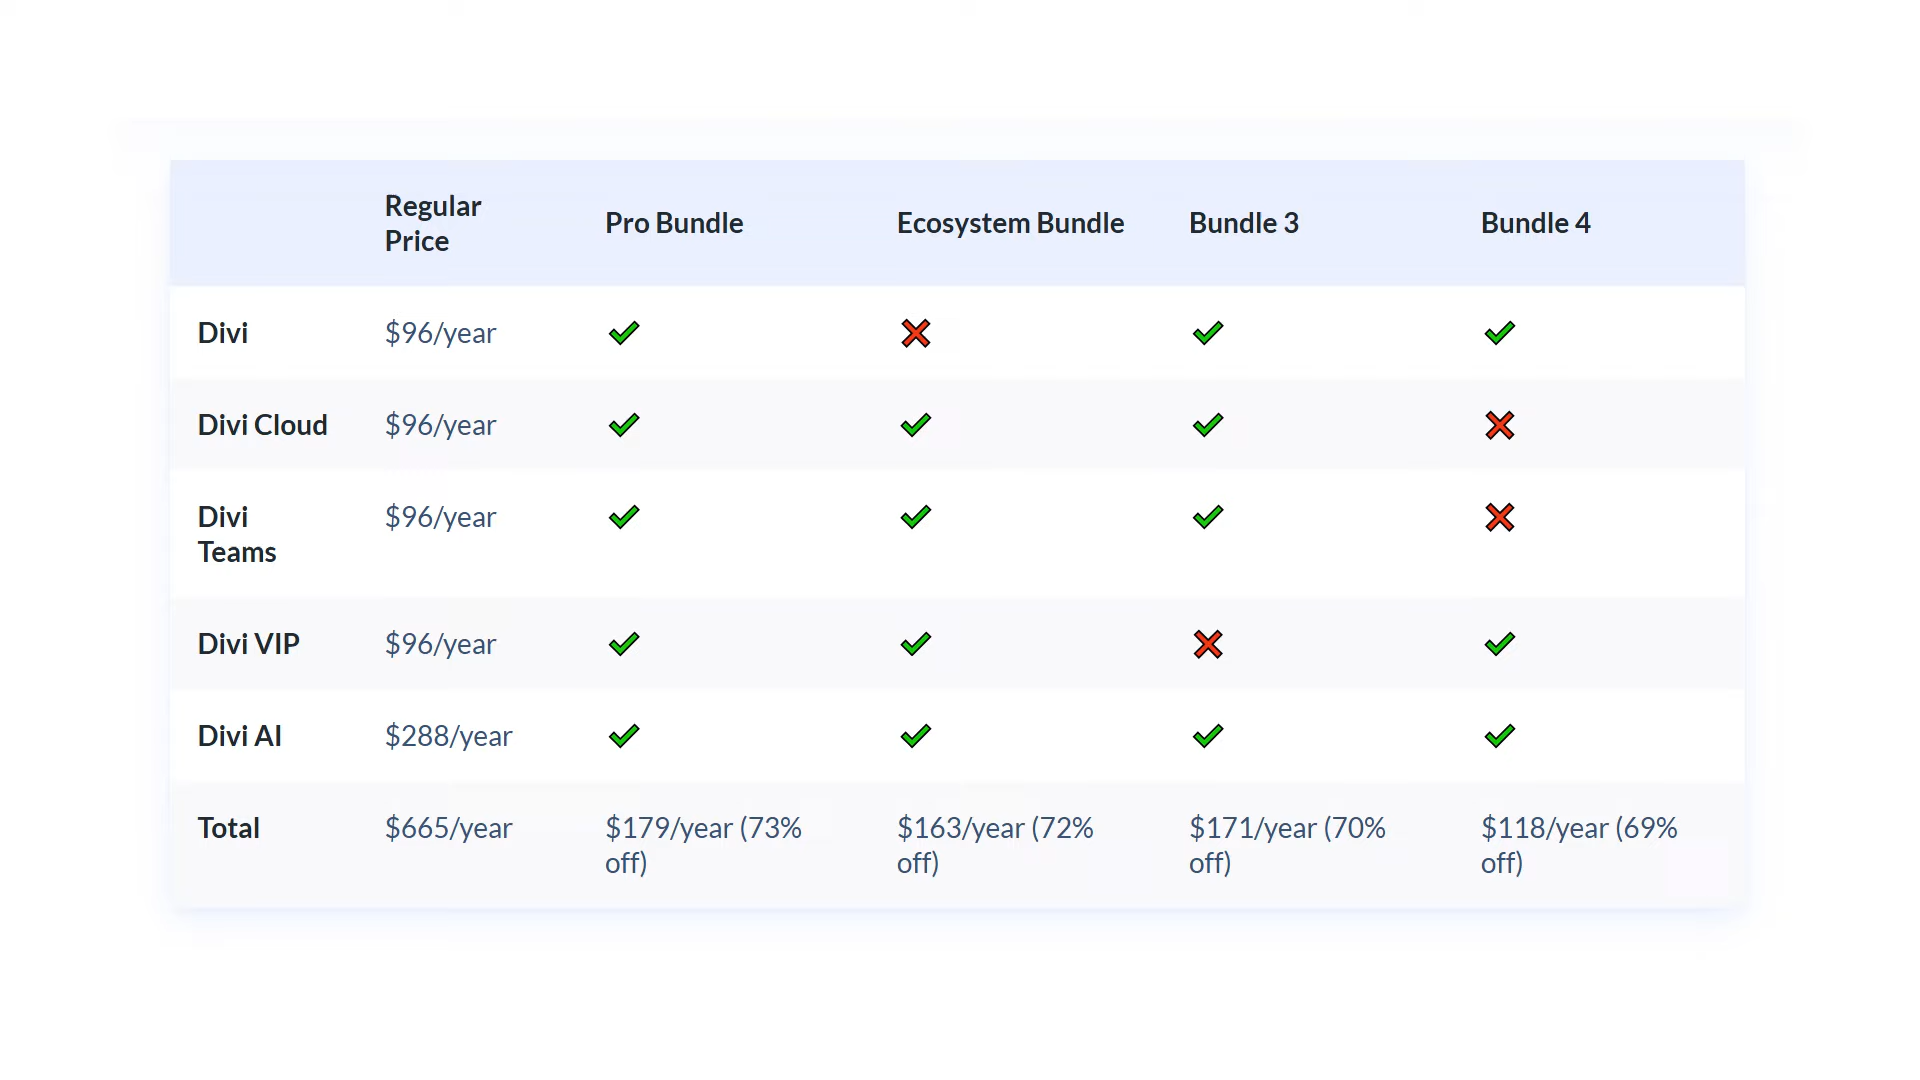 Regular
Price
Pro Bundle
Ecosystem Bundle
Bundle 3
Bundle 4
Divi
$96/year
Divi Cloud
$96/year
Divi
Teams
$96/year
Divi VIP
$96/year
Divi AI
$288/year
Total
$665/year
$179/year (73%
off)
$163/year (72%
off)
$171/year (70%
off)
$118/year (69%
off)